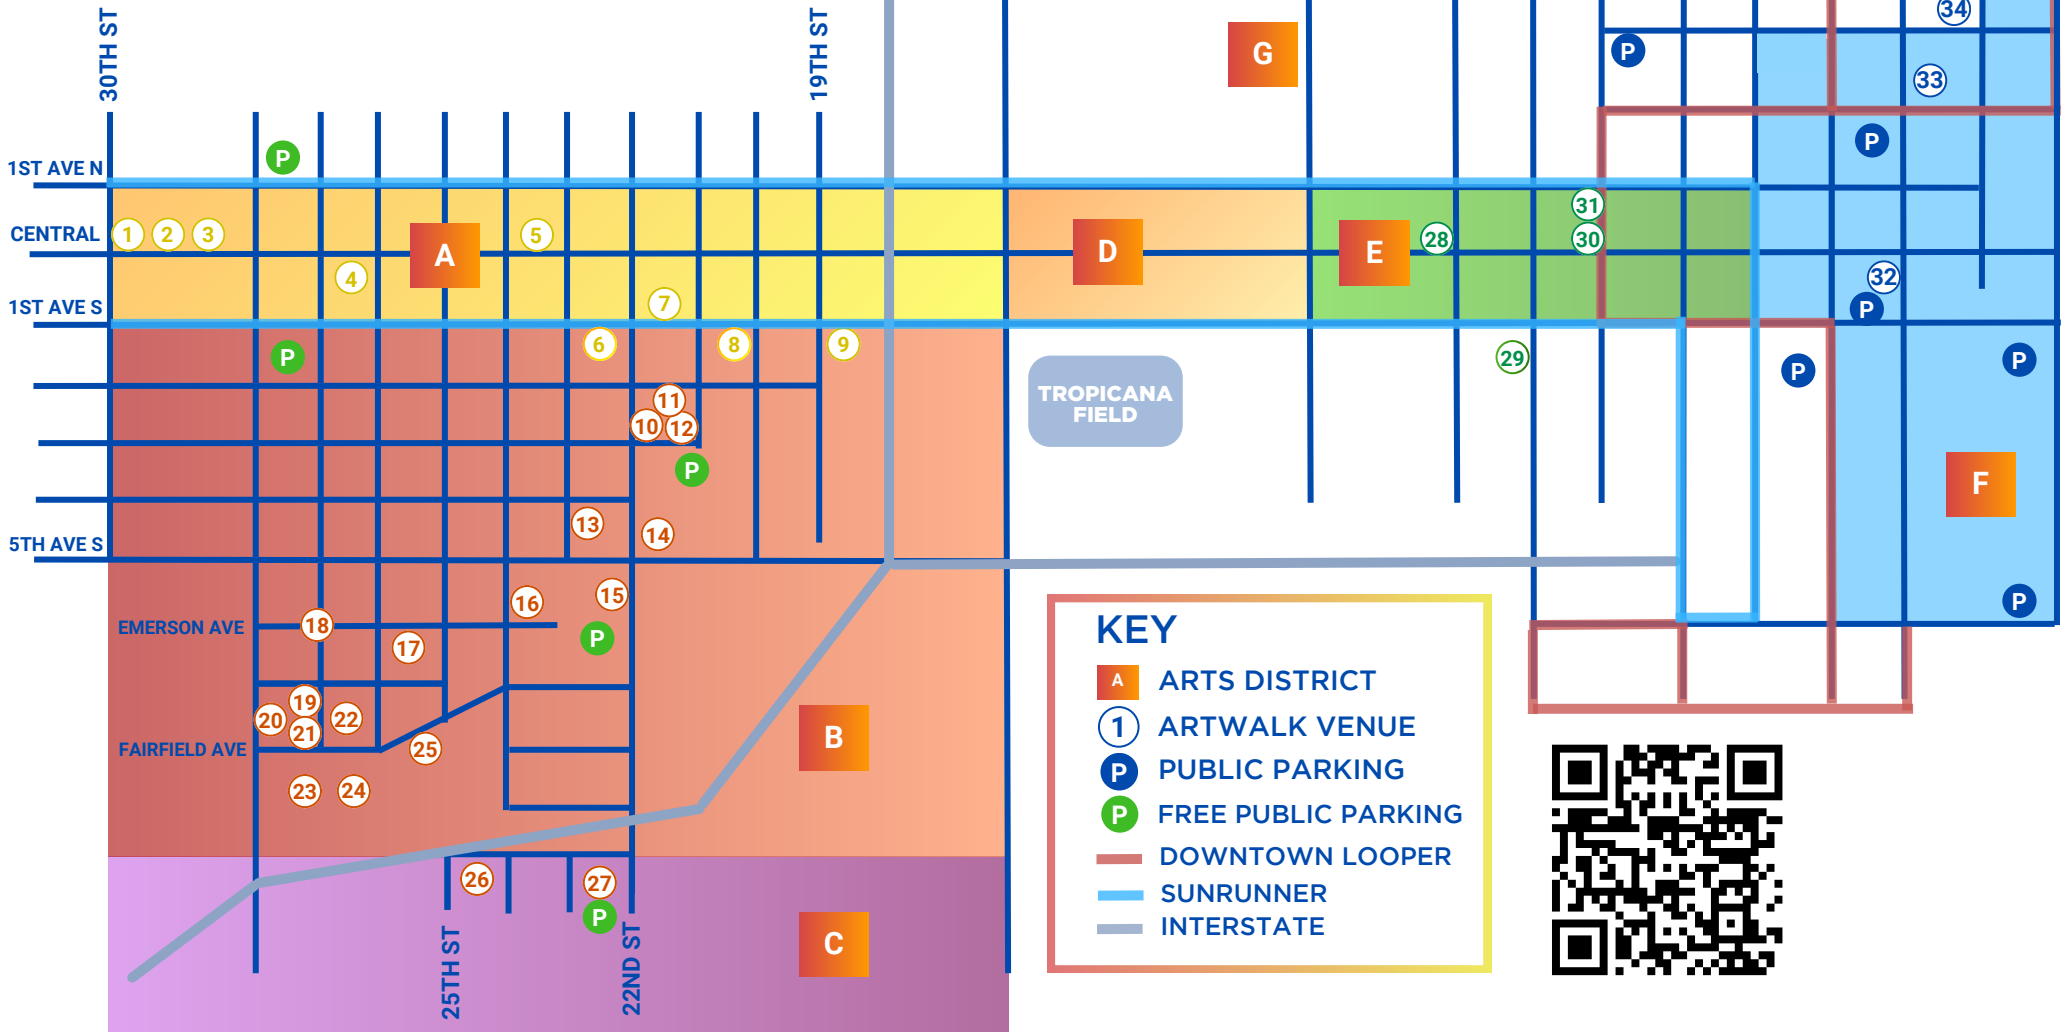 30TH ST
19TH ST
34
G
P
33
P
P
1ST AVE N
31
CENTRAL
1
2
3
5
28
30
A
D
E
4
32
1ST AVE S
7
P
6
8
9
P
29
P
P
TROPICANA
FIELD
11
10
12
P
F
13
14
5TH AVE S
16
15
P
EMERSON AVE
18
P
17
KEY
A ARTS DISTRICT
1 ARTWALK VENUE
P PUBLIC PARKING
P FREE PUBLIC PARKING
DOWNTOWN LOOPER
SUNRUNNER
INTERSTATE
19
20
22
21
B
FAIRFIELD AVE
25
23
24
26
27
P
C
25TH ST
22ND ST